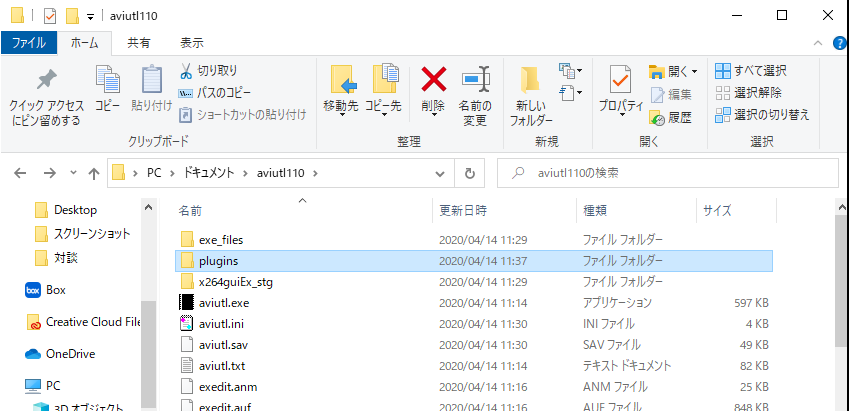 aviutl110
ファイル ホーム 共有 表示
クイック アクセス
にピン留めする
コピー
貼り付け
切り取り
パスのコピー
ショートカットの貼り付け
クリップボード
移動先
コピー先
削除
名前の
変更
整理
新しい
フォルダー
新規
プロパティ
開く
編集
履歴
開く
すべて選択
選択解除
選択の切り替え
選択
PC › ドキュメント › aviutl110 ›
aviutl110の検索
Desktop
スクリーンショット
対談
Box
Creative Cloud File
OneDrive
PC
3D オブジェクト
名前 更新日時 種類 サイズ
exe_files 2020/04/14 11:29 ファイル フォルダー
plugins 2020/04/14 11:37 ファイル フォルダー
x264guiEx_stg 2020/04/14 11:29 ファイル フォルダー
aviutl.exe 2020/04/14 11:14 アプリケーション 597 KB
aviutl.ini 2020/04/14 11:30 INI ファイル 4 KB
aviutl.sav 2020/04/14 11:30 SAV ファイル 49 KB
aviutl.txt 2020/04/14 11:14 テキスト ドキュメント 82 KB
exedit.anm 2020/04/14 11:16 ANM ファイル 25 KB
exedit.auf 2020/04/14 11:16 AUF ファイル 848 KB